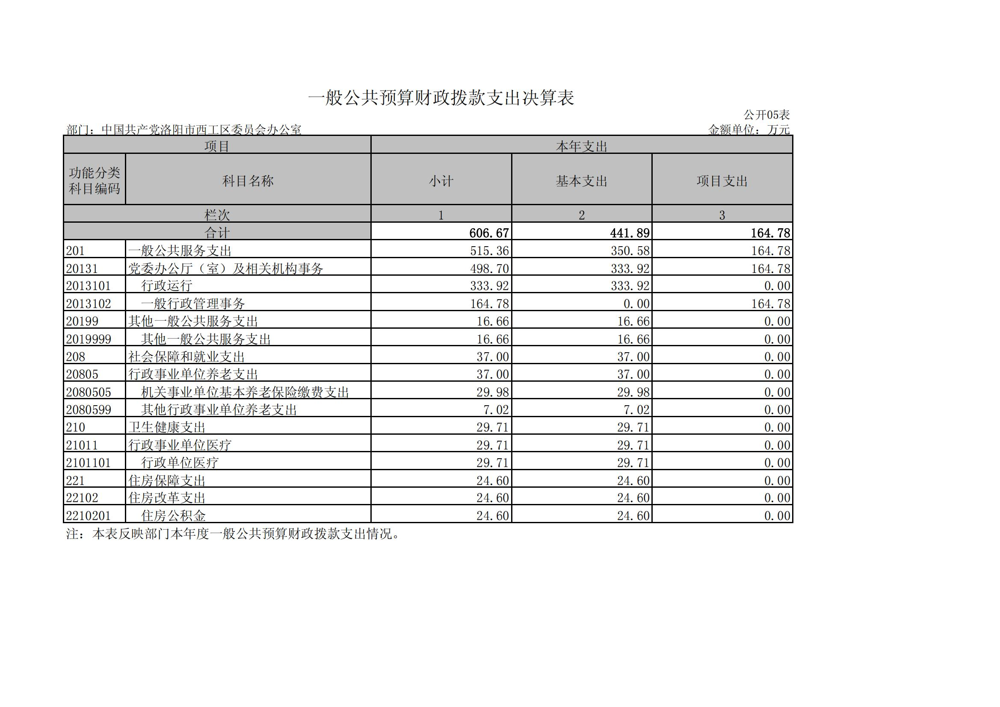 一般公共预算财政拨款支出决算表
公开05表
部门：中国共产党洛阳市西工区委员会办公室 金额单位：万元
项目 本年支出
功能分类
科目编码 科目名称 小计 基本支出 项目支出
栏次 1 2 3
合计 606.67 441.89 164.78
201 一般公共服务支出 515.36 350.58 164.78
20131 党委办公厅（室）及相关机构事务 498.70 333.92 164.78
2013101 行政运行 333.92 333.92 0.00
2013102 一般行政管理事务 164.78 0.00 164.78
20199 其他一般公共服务支出 16.66 16.66 0.00
2019999 其他一般公共服务支出 16.66 16.66 0.00
208 社会保障和就业支出 37.00 37.00 0.00
20805 行政事业单位养老支出 37.00 37.00 0.00
2080505 机关事业单位基本养老保险缴费支出 29.98 29.98 0.00
2080599 其他行政事业单位养老支出 7.02 7.02 0.00
210 卫生健康支出 29.71 29.71 0.00
21011 行政事业单位医疗 29.71 29.71 0.00
2101101 行政单位医疗 29.71 29.71 0.00
221 住房保障支出 24.60 24.60 0.00
22102 住房改革支出 24.60 24.60 0.00
2210201 住房公积金 24.60 24.60 0.00
注：本表反映部门本年度一般公共预算财政拨款支出情况。